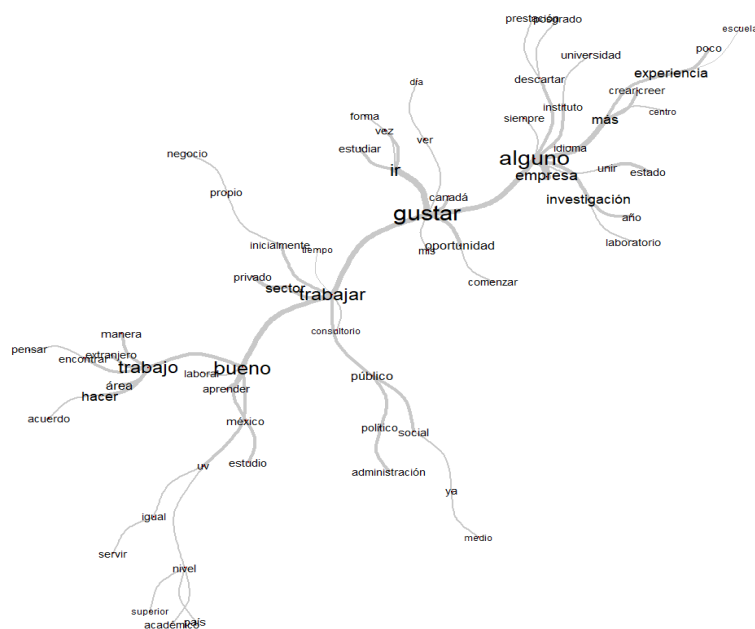 escuela
prestación
posgrado
poco
universidad
experiencia
descartar
día
crear
creer
instituto
centro
foma
siempre
más
vez
ver
estudiar
idioma
negocio
alguno
ir
unir
estado
empresa
propio
canadá
investigación
gustar
año
inicialmente
tiempo
mis
oportunidad
laboratorio
privado
comenzar
sector
trabajar
manera
consultorio
pensar
extranjero
encontrar
trabajo
bueno
laboral
público
área
aprender
hacer
acuerdo
méxico
político
social
uv
estudio
administración
ya
igual
medio
servir
nivel
superior
académico
país